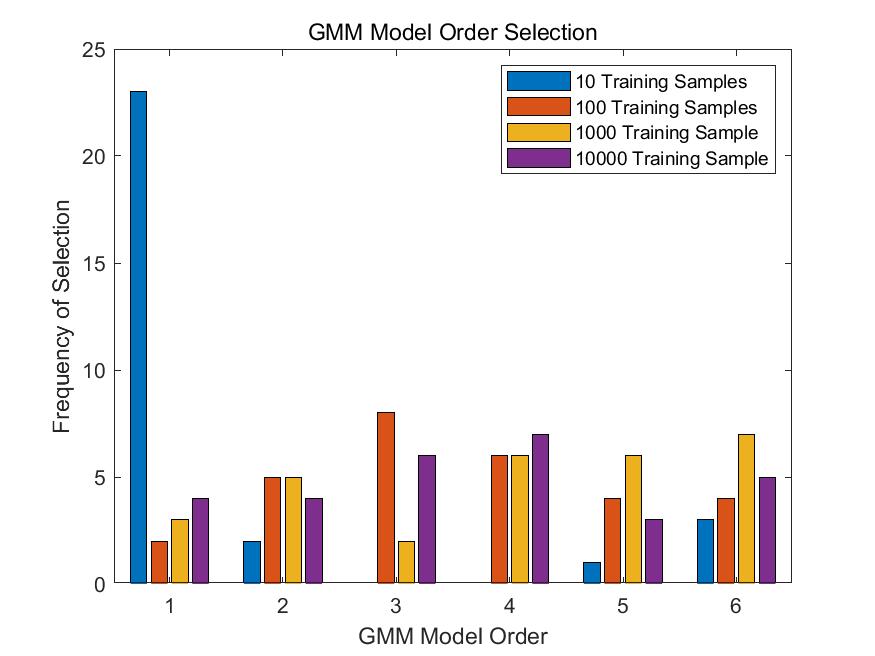 GMM Model Order Selection
25
20
15
10
5
0
Frequency of Selection
10 Training Samples
100 Training Samples
1000 Training Sample
10000 Training Sample
1 2 3 4 5 6
GMM Model Order